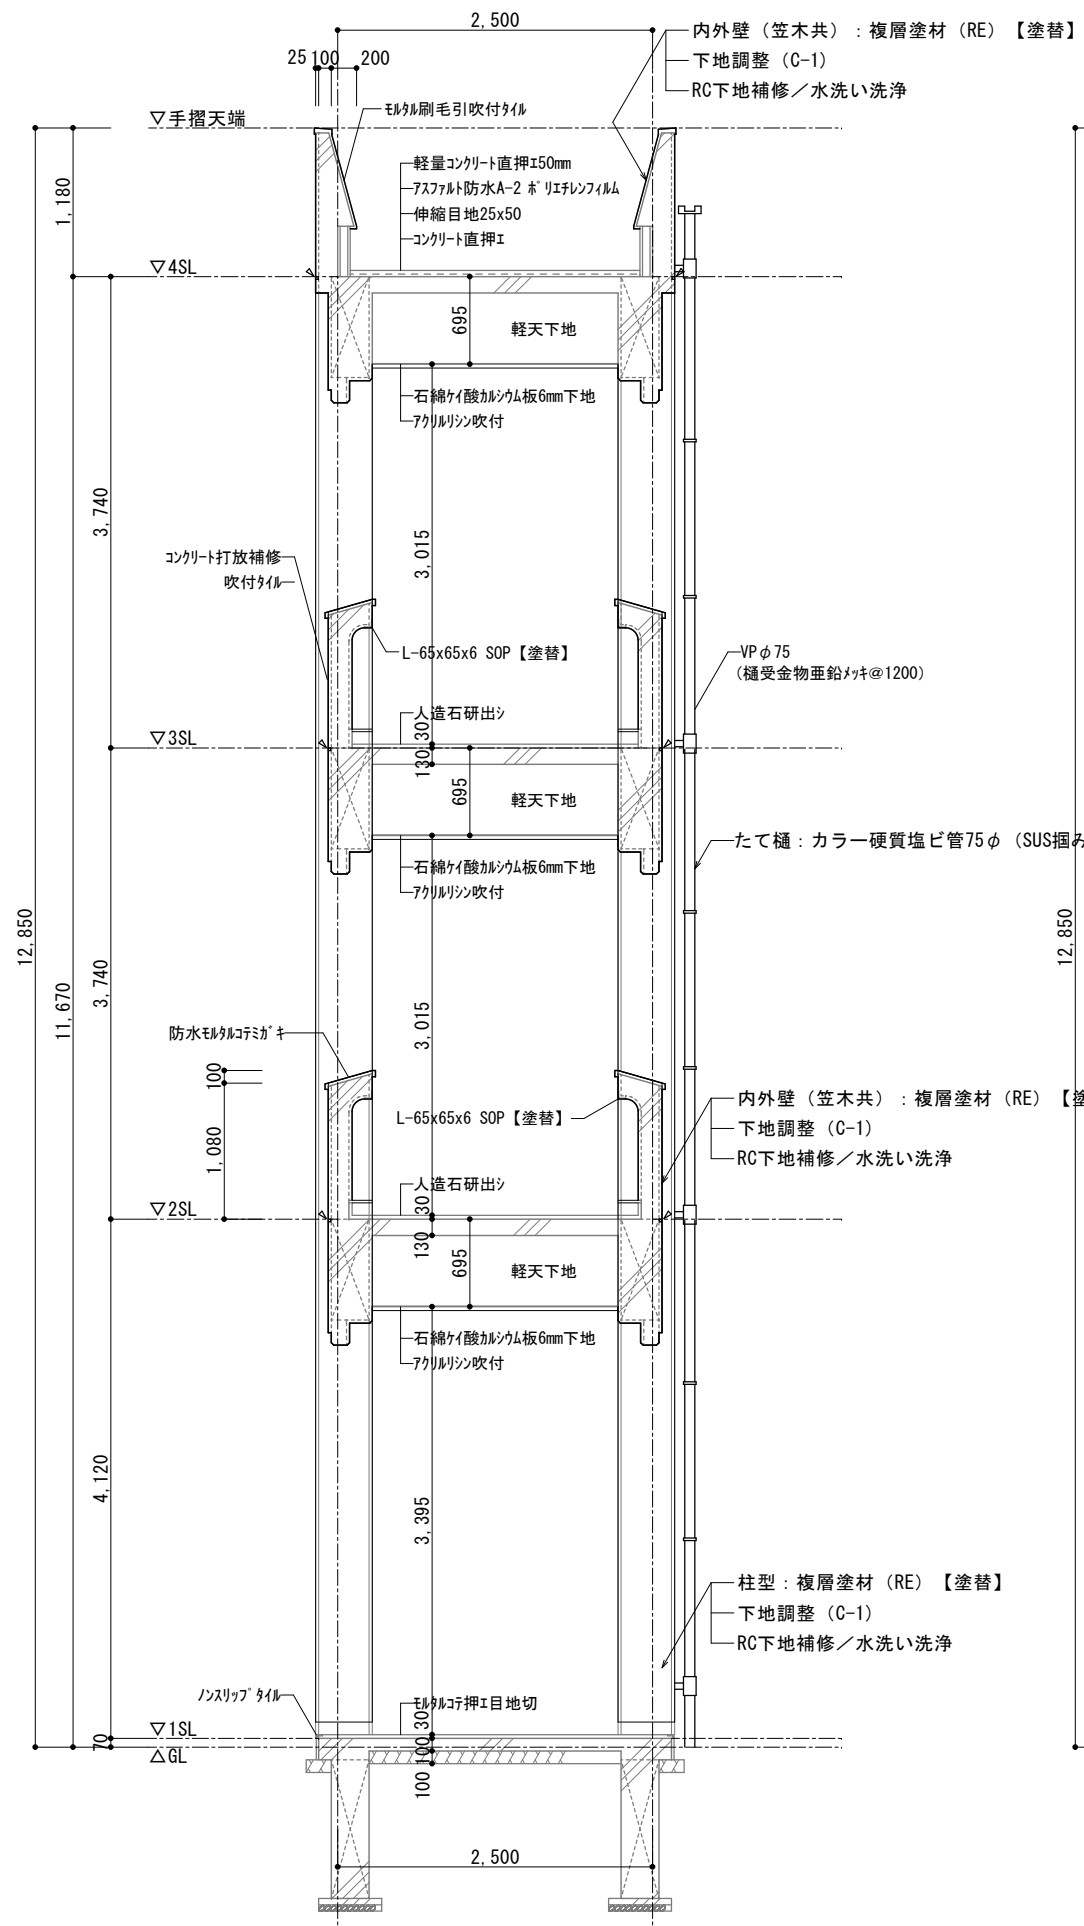 2,500
内外壁（笠木共）：複層塗材（RE）【塗替】
下地調整（C-1）
RC下地補修／水洗い洗浄
25 100 200
モルタル刷毛引吹付タイル
▽手摺天端
軽量コンクリート直押エ50mm
アスファルト防水A-2 ポリエチレンフィルム
伸縮目地25x50
コンクリート直押エ
1,180
▽4SL
695
軽天下地
石綿ケイ酸カルシウム板6mm下地
アクリルリシン吹付
3,740
3,015
コンクリート打放補修
吹付タイル
L-65x65x6 SOP【塗替】
VPφ75
(樋受金物亜鉛メッキ@1200)
人造石研出シ
30
▽3SL
130
695
軽天下地
たて樋：カラー硬質塩ビ管75φ（SUS掴み
石綿ケイ酸カルシウム板6mm下地
アクリルリシン吹付
12,850
12,850
11,670
3,740
3,015
防水モルタルコテミガキ
100
L-65x65x6 SOP【塗替】
内外壁（笠木共）：複層塗材（RE）【塗
下地調整（C-1）
RC下地補修／水洗い洗浄
1,080
人造石研出シ
30
▽2SL
130
695
軽天下地
石綿ケイ酸カルシウム板6mm下地
アクリルリシン吹付
4,120
3,395
柱型：複層塗材（RE）【塗替】
下地調整（C-1）
RC下地補修／水洗い洗浄
ノンスリップタイル
モルタルコテ押エ目地切
30
▽1SL
70
△GL
100
100
2,500